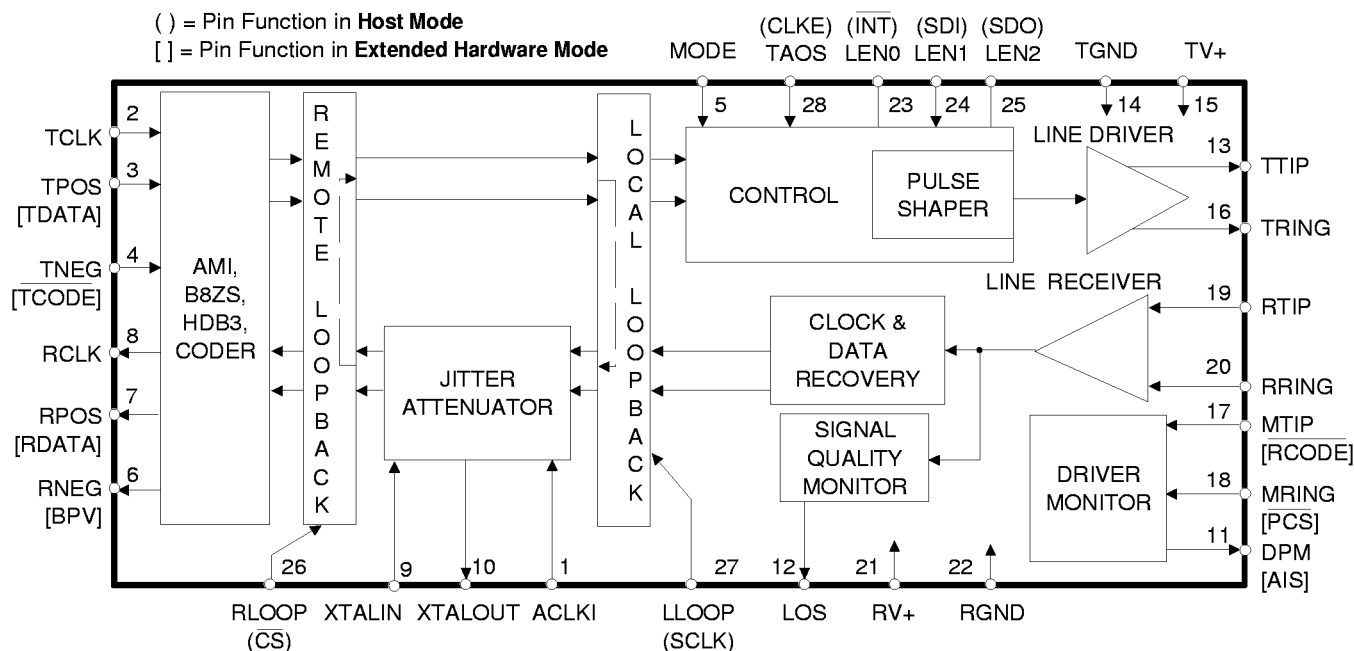 ( ) = Pin Function in Host Mode
[ ] = Pin Function in Extended Hardware Mode
MODE
(CLKE)
TAOS
(INT)
LEN0
(SDI)
LEN1
(SDO)
LEN2
TGND
TV+
5
28
23
24
25
14
15
TCLK
2
TPOS
[TDATA]
3
TNEG
[TCODE]
4
RCLK
8
RPOS
[RDATA]
7
RNEG
[BPV]
6
AMI,
B8ZS,
HDB3,
CODER
REMOTE LOOPBACK
JITTER
ATTENUATOR
LOCAL LOOPBACK
CONTROL
PULSE
SHAPER
LINE DRIVER
13
TTIP
16
TRING
LINE RECEIVER
19
RTIP
20
RRING
CLOCK &
DATA
RECOVERY
SIGNAL
QUALITY
MONITOR
DRIVER
MONITOR
17
MTIP
[RCODE]
18
MRING
[PCS]
11
DPM
[AIS]
26
9
10
1
27
12
21
22
RLOOP
(CS)
XTALIN
XTALOUT
ACLKI
LLOOP
(SCLK)
LOS
RV+
RGND